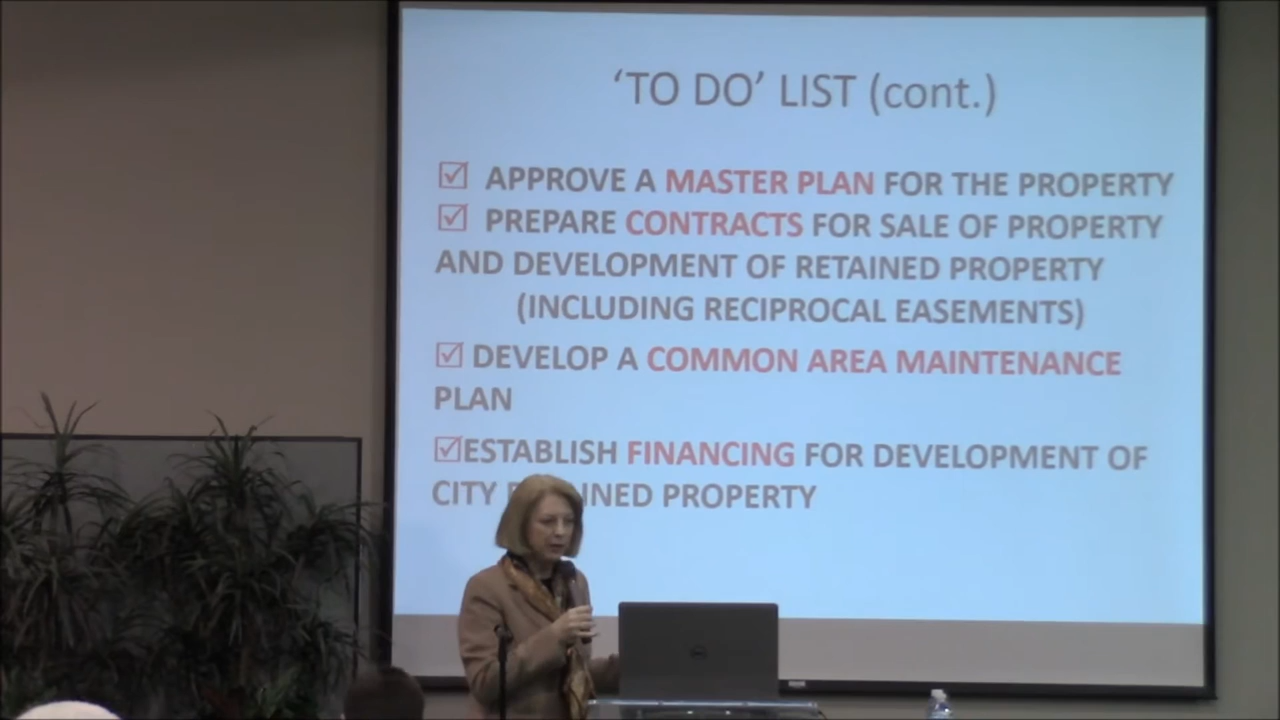 ‘TO DO’ LIST (cont.)
☑ APPROVE A MASTER PLAN FOR THE PROPERTY
☑ PREPARE CONTRACTS FOR SALE OF PROPERTY
AND DEVELOPMENT OF RETAINED PROPERTY
(INCLUDING RECIPROCAL EASEMENTS)
☑ DEVELOP A COMMON AREA MAINTENANCE
PLAN
☑ESTABLISH FINANCING FOR DEVELOPMENT OF
CITY PROPERTY
DELL